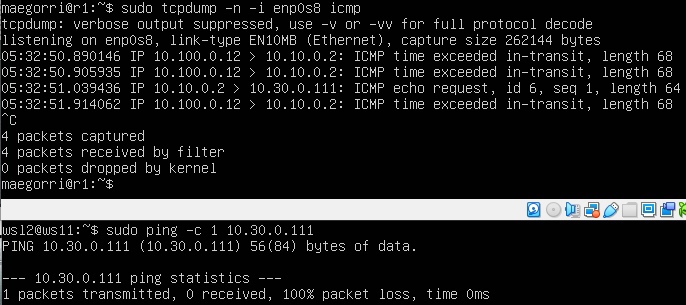 maegorri@r1:~$ sudo tcpdump -n -i enp0s8 icmp
tcpdump: verbose output suppressed, use -v or -vv for full protocol decode
listening on enp0s8, link-type EN10MB (Ethernet), capture size 262144 bytes
05:32:50.890146 IP 10.100.0.12 > 10.10.0.2: ICMP time exceeded in-transit, length 68
05:32:50.905935 IP 10.100.0.12 > 10.10.0.2: ICMP time exceeded in-transit, length 68
05:32:51.039436 IP 10.10.0.2 > 10.30.0.111: ICMP echo request, id 6, seq 1, length 64
05:32:51.914062 IP 10.100.0.12 > 10.10.0.2: ICMP time exceeded in-transit, length 68
^C
4 packets captured
4 packets received by filter
0 packets dropped by kernel
maegorri@r1:~$
wsl2@ws11:~$ sudo ping -c 1 10.30.0.111
PING 10.30.0.111 (10.30.0.111) 56(84) bytes of data.
--- 10.30.0.111 ping statistics ---
1 packets transmitted, 0 received, 100% packet loss, time 0ms